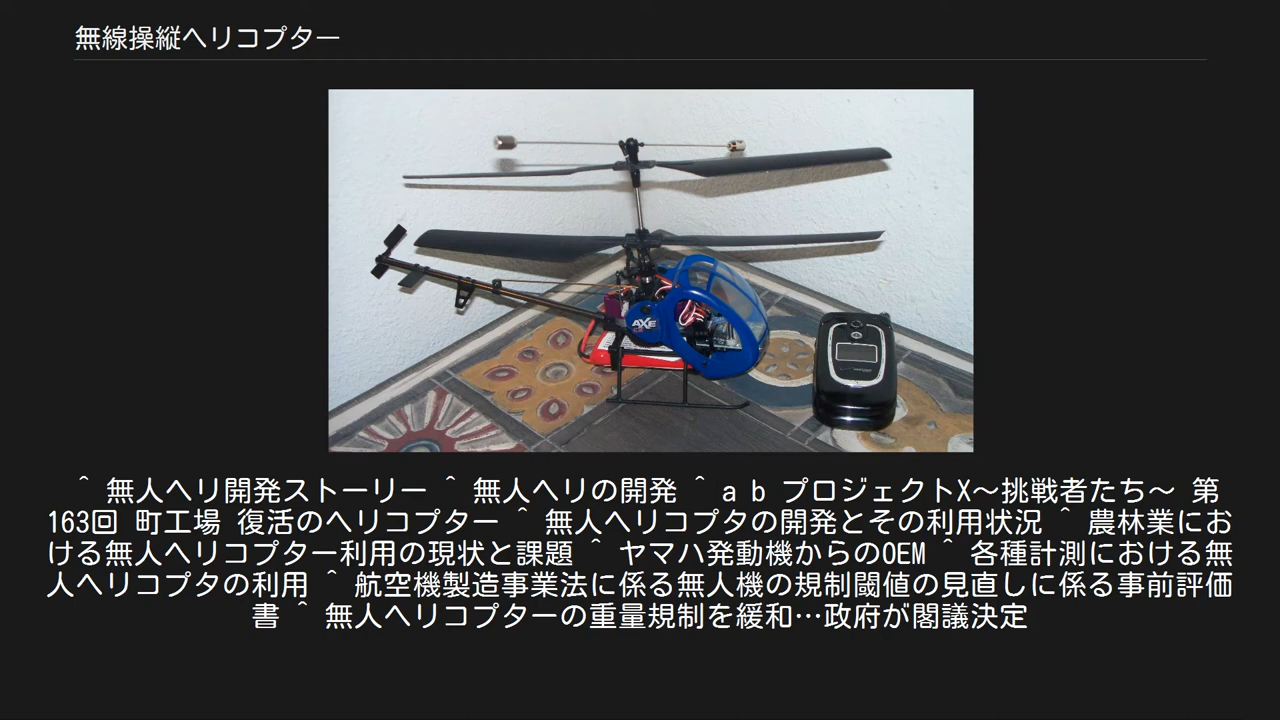 無線操縦ヘリコプター
AXE
^ 無人ヘリ開発ストーリー ^ 無人ヘリの開発 ^ a b プロジェクトX〜挑戦者たち〜 第
163回 町工場 復活のヘリコプター ^ 無人ヘリコプタの開発とその利用状況 ^ 農林業にお
ける無人ヘリコプター利用の現状と課題 ^ ヤマハ発動機からのOEM ^ 各種計測における無
人ヘリコプタの利用 ^ 航空機製造事業法に係る無人機の規制閾値の見直しに係る事前評価
書 ^ 無人ヘリコプターの重量規制を緩和…政府が閣議決定